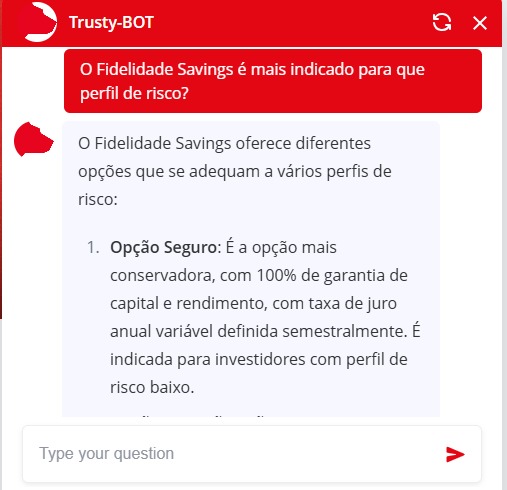 Trusty-BOT
O Fidelidade Savings é mais indicado para que
perfil de risco?
O Fidelidade Savings oferece diferentes
opções que se adequam a vários perfis de
risco:
1. Opção Seguro: É a opção mais
conservadora, com 100% de garantia de
capital e rendimento, com taxa de juro
anual variável definida semestralmente. É
indicada para investidores com perfil de
risco baixo.
Type your question